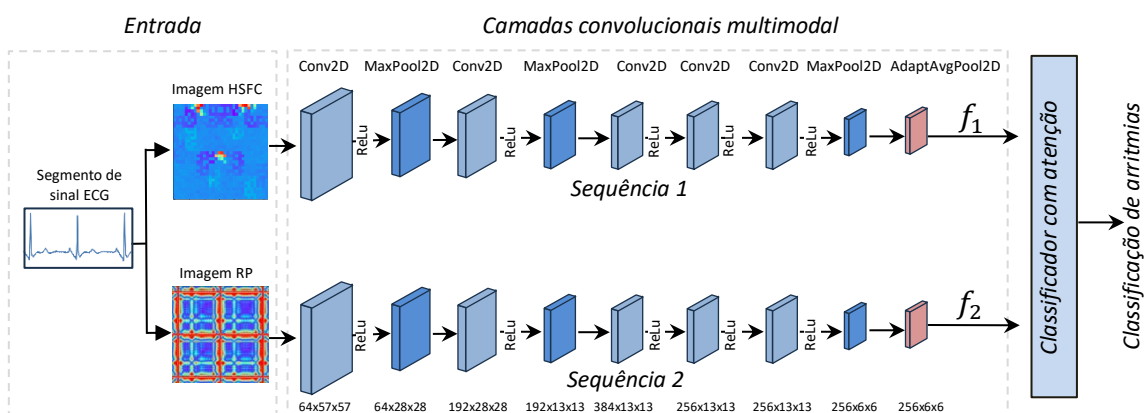 Entrada
Camadas convolucionais multimodal
Conv2D MaxPool2D Conv2D MaxPool2D Conv2D Conv2D Conv2D MaxPool2D AdaptAvgPool2D
Imagem HSFC
ReLu ReLu ReLu ReLu ReLu
f1
Sequência 1
Segmento de
sinal ECG
Imagem RP
ReLu ReLu ReLu ReLu ReLu
f2
Sequência 2
64x57x57 64x28x28 192x28x28 192x13x13 384x13x13 256x13x13 256x13x13 256x6x6 256x6x6
Classificador com atenção
Classificação de arritmias